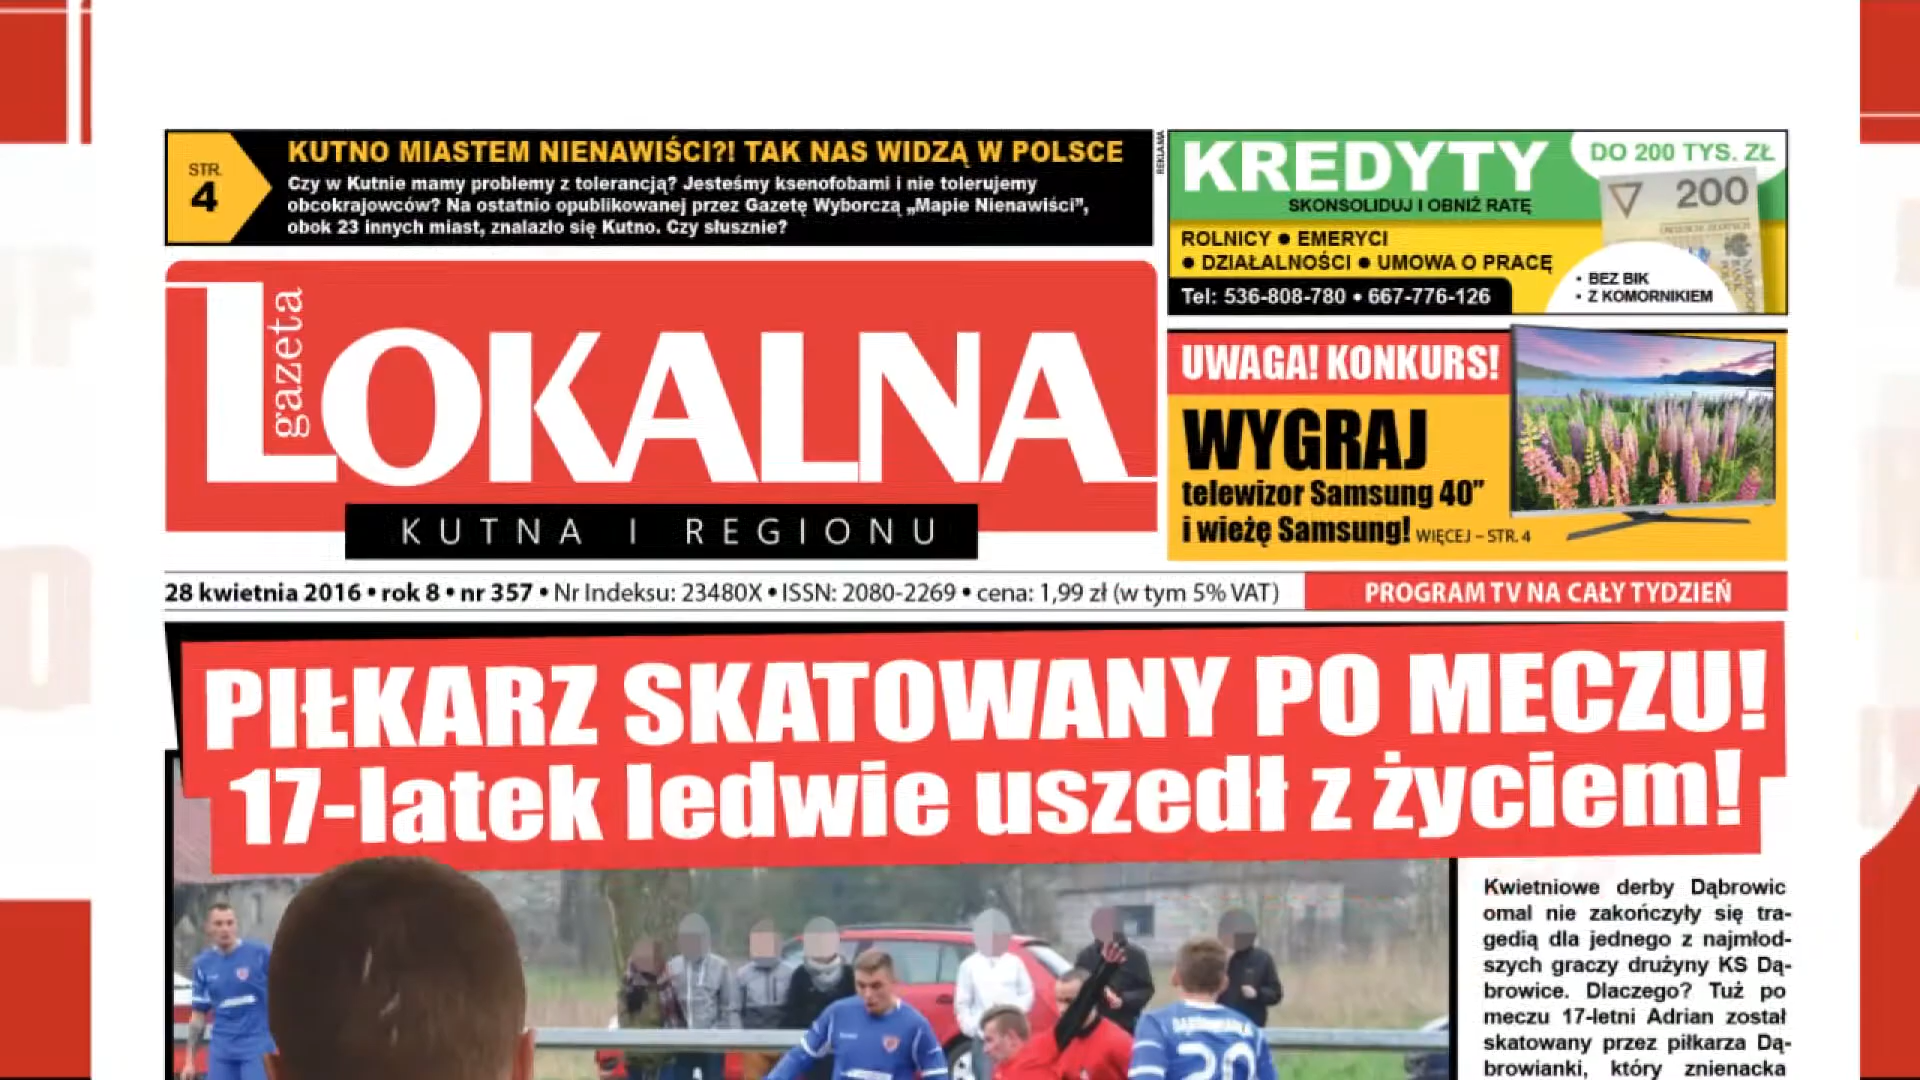 STR.
4
KUTNO MIASTEM NIENAWIŚCI?! TAK NAS WIDZĄ W POLSCE
Czy w Kutnie mamy problemy z tolerancją? Jesteśmy ksenofobami i nie tolerujemy
obcokrajowców? Na ostatnio opublikowanej przez Gazetę Wyborczą „Mapie Nienawiści”,
obok 23 innych miast, znalazło się Kutno. Czy słusznie?
REKLAMA
KREDYTY
DO 200 TYS. ZŁ
SKONSOLIDUJ I OBNIŻ RATĘ
200
ROLNICY ● EMERYCI
● DZIAŁALNOŚCI ● UMOWA O PRACĘ
• BEZ BIK
• Z KOMORNIKIEM
Tel: 536-808-780 • 667-776-126
gazeta
LOKALNA
KUTNA I REGIONU
UWAGA! KONKURS!
WYGRAJ
telewizor Samsung 40”
i wieżę Samsung! WIĘCEJ – STR. 4
28 kwietnia 2016 • rok 8 • nr 357 • Nr Indeksu: 23480X • ISSN: 2080-2269 • cena: 1,99 zł (w tym 5% VAT)
PROGRAM TV NA CAŁY TYDZIEŃ
PIŁKARZ SKATOWANY PO MECZU!
17-latek ledwie uszedł z życiem!
Kwietniowe derby Dąbrowic
omal nie zakończyły się tra-
gedią dla jednego z najmłod-
szych graczy drużyny KS Dą-
browice. Dlaczego? Tuż po
meczu 17-letni Adrian został
skatowany przez piłkarza Dą-
browianki, który znienacka
20